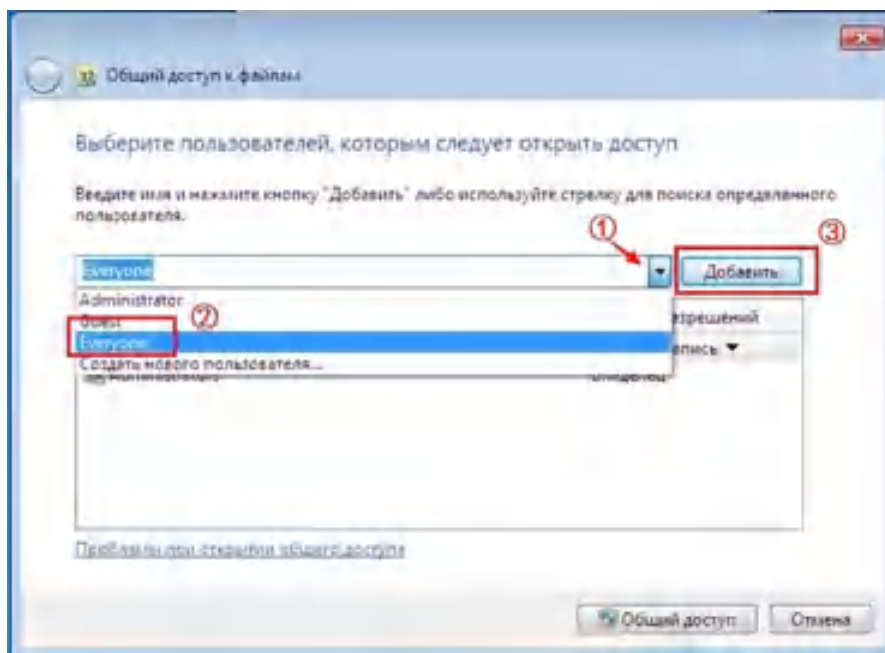 Общий доступ к файлам
Выберите пользователей, которым следует открыть доступ
Введите имя и нажмите кнопку "Добавить" либо используйте стрелку для поиска определенного
пользователя.
①
③
Everyone
Добавить
Administrator
Guest
②
Everyone
Создать нового пользователя...
Проблемы при открытии общего доступа
Общий доступ
Отмена